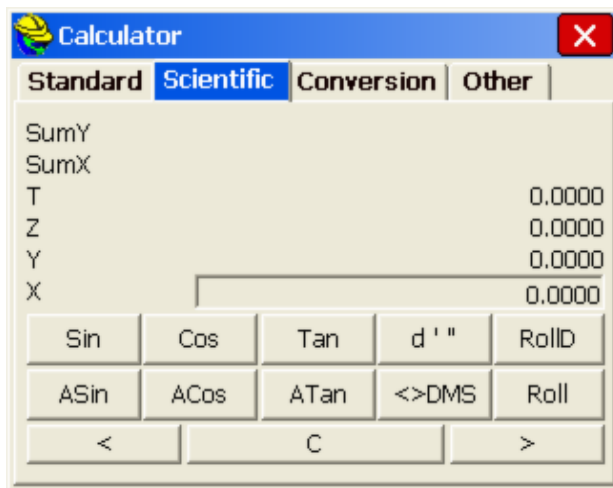 Calculator
Standard Scientific Conversion Other
SumY
SumX
T 0.0000
Z 0.0000
Y 0.0000
X 0.0000
Sin Cos Tan d ' " RollD
ASin ACos ATan <>DMS Roll
< C >